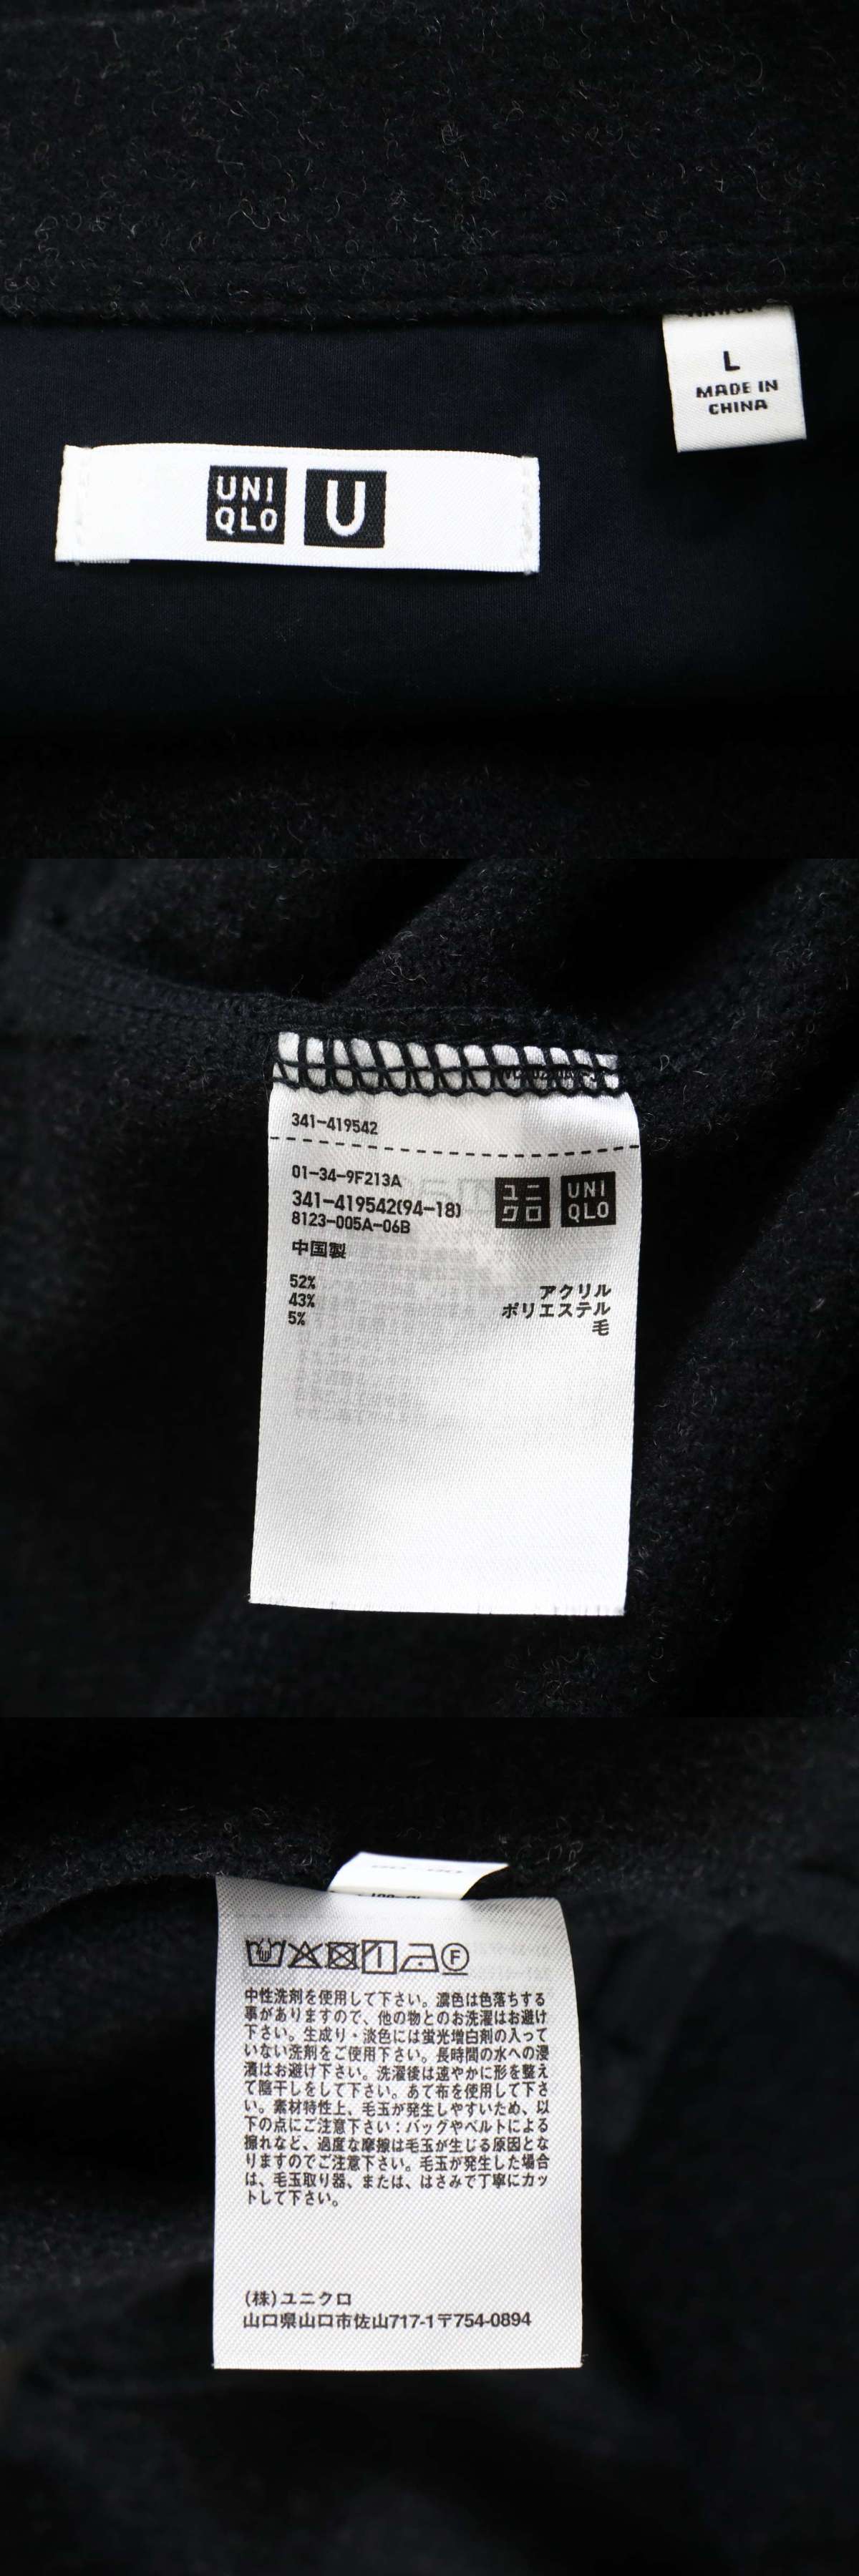 L
MADE IN
CHINA
UNI
QLO
U
341-419542
01-34-9F213A
341-419542(94-18)
8123-005A-06B
ユニ
クロ
UNI
QLO
中国製
52% アクリル
43% ポリエステル
5% 毛
F
中性洗剤を使用して下さい。濃色は色落ちする
事がありますので、他の物とのお洗濯はお避け
下さい。生成り・淡色には蛍光増白剤の入って
いない洗剤をご使用下さい。長時間の水への浸
漬はお避け下さい。洗濯後は速やかに形を整え
て陰干しをして下さい。あて布を使用して下さ
い。素材特性上、毛玉が発生しやすいため、以
下の点にご注意下さい：バッグやベルトによる
擦れなど、過度な摩擦は毛玉が生じる原因とな
りますのでご注意下さい。毛玉が発生した場合
は、毛玉取り器、または、はさみで丁寧にカッ
トして下さい。
(株)ユニクロ
山口県山口市佐山717-1〒754-0894